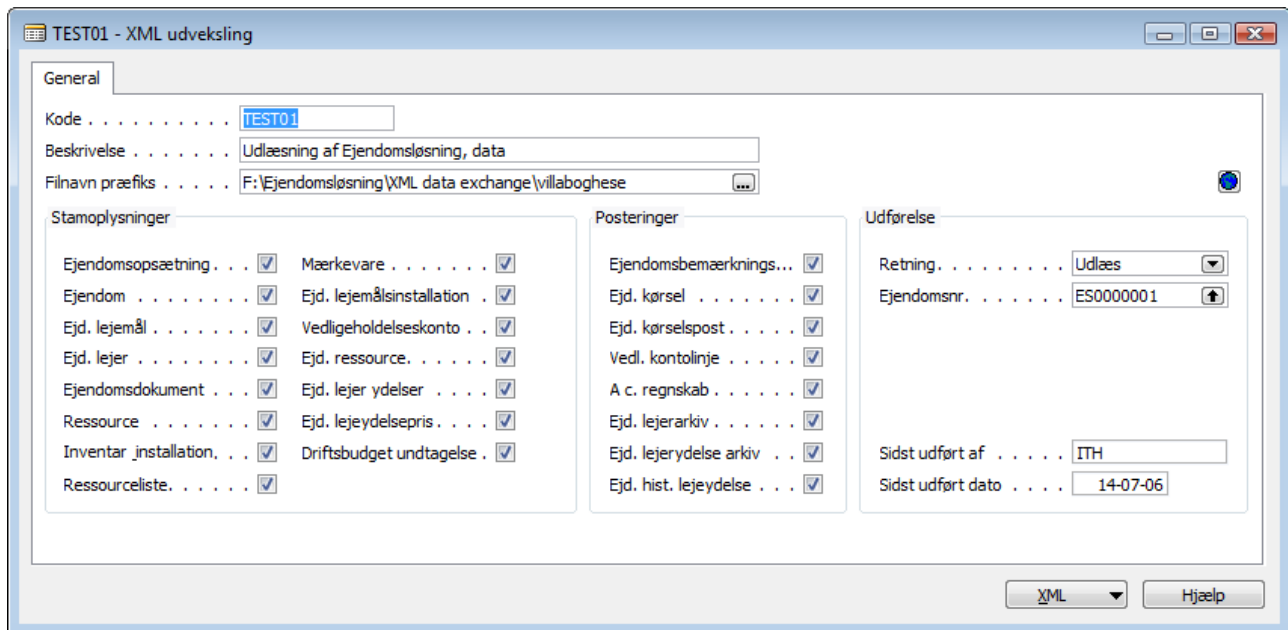 TEST01 - XML udveksling
General
Kode . . . . . . . . . . TEST01
Beskrivelse . . . . . . . Udlæsning af Ejendomsløsning, data
Filnavn præfiks . . . . . F:\Ejendomsløsning\XML data exchange\villaboghese ...
Stamoplysninger
Ejendomsopsætning. . . Mærkevare . . . . . . .
Ejendom . . . . . . . . Ejd. lejemålsinstallation .
Ejd. lejemål . . . . . . . Vedligeholdelseskonto . .
Ejd. lejer . . . . . . . . Ejd. ressource. . . . . .
Ejendomsdokument . . . Ejd. lejer ydelser . . . .
Ressource . . . . . . . Ejd. lejeydelsepris. . . .
Inventar _installation. . . Driftsbudget undtagelse .
Ressourceliste. . . . . .
Posteringer
Ejendomsbemærknings...
Ejd. kørsel . . . . . . .
Ejd. kørselspost . . . . .
Vedl. kontolinje . . . . .
A c. regnskab . . . . . .
Ejd. lejerarkiv . . . . . .
Ejd. lejerydelse arkiv . .
Ejd. hist. lejeydelse . . .
Udførelse
Retning. . . . . . . . . Udlæs
Ejendomsnr. . . . . . . ES0000001
Sidst udført af . . . . . ITH
Sidst udført dato . . . . 14-07-06
XML
Hjælp